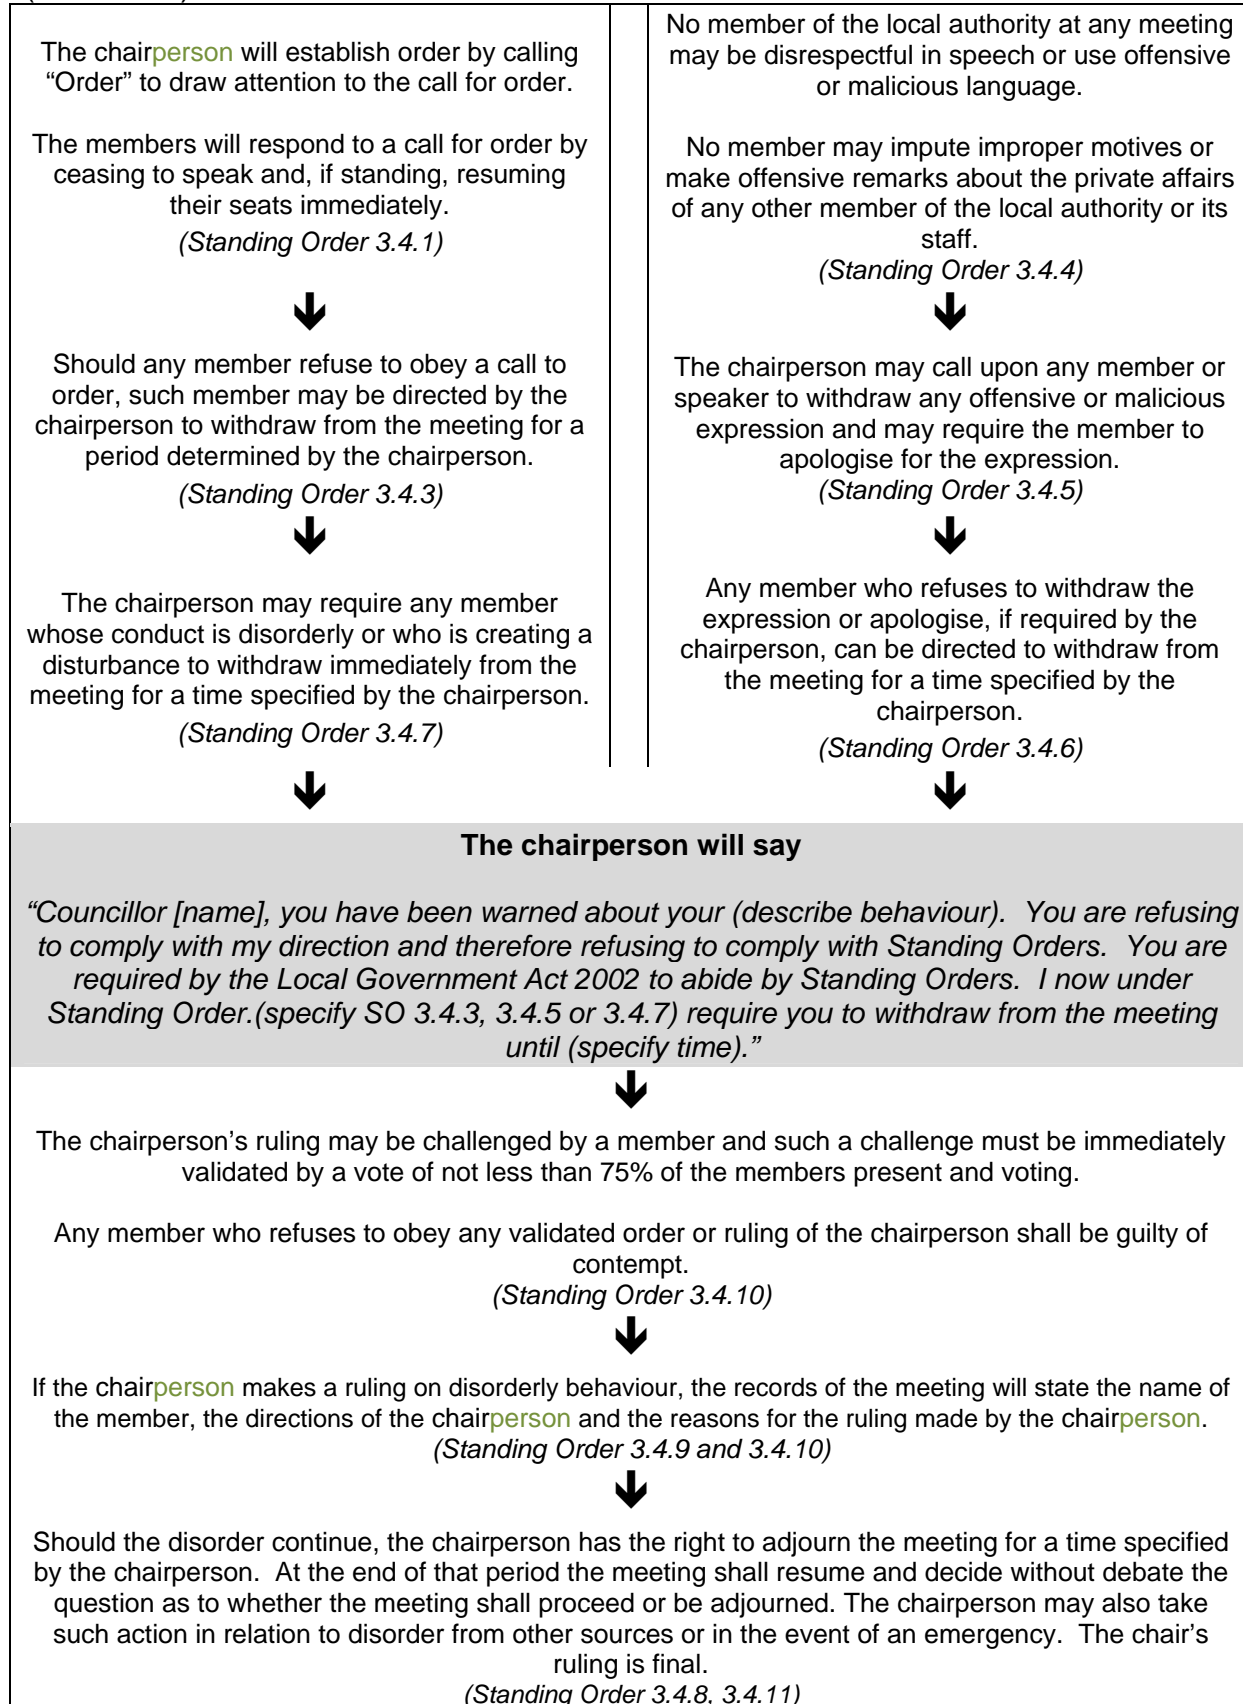 The chairperson will establish order by calling
“Order” to draw attention to the call for order.
The members will respond to a call for order by
ceasing to speak and, if standing, resuming
their seats immediately.
(Standing Order 3.4.1)
Should any member refuse to obey a call to
order, such member may be directed by the
chairperson to withdraw from the meeting for a
period determined by the chairperson.
(Standing Order 3.4.3)
The chairperson may require any member
whose conduct is disorderly or who is creating a
disturbance to withdraw immediately from the
meeting for a time specified by the chairperson.
(Standing Order 3.4.7)
No member of the local authority at any meeting
may be disrespectful in speech or use offensive
or malicious language.
No member may impute improper motives or
make offensive remarks about the private affairs
of any other member of the local authority or its
staff.
(Standing Order 3.4.4)
The chairperson may call upon any member or
speaker to withdraw any offensive or malicious
expression and may require the member to
apologise for the expression.
(Standing Order 3.4.5)
Any member who refuses to withdraw the
expression or apologise, if required by the
chairperson, can be directed to withdraw from
the meeting for a time specified by the
chairperson.
(Standing Order 3.4.6)
The chairperson will say
“Councillor [name], you have been warned about your (describe behaviour). You are refusing
to comply with my direction and therefore refusing to comply with Standing Orders. You are
required by the Local Government Act 2002 to abide by Standing Orders. I now under
Standing Order.(specify SO 3.4.3, 3.4.5 or 3.4.7) require you to withdraw from the meeting
until (specify time).”
The chairperson’s ruling may be challenged by a member and such a challenge must be immediately
validated by a vote of not less than 75% of the members present and voting.
Any member who refuses to obey any validated order or ruling of the chairperson shall be guilty of
contempt.
(Standing Order 3.4.10)
If the chairperson makes a ruling on disorderly behaviour, the records of the meeting will state the name of
the member, the directions of the chairperson and the reasons for the ruling made by the chairperson.
(Standing Order 3.4.9 and 3.4.10)
Should the disorder continue, the chairperson has the right to adjourn the meeting for a time specified
by the chairperson. At the end of that period the meeting shall resume and decide without debate the
question as to whether the meeting shall proceed or be adjourned. The chairperson may also take
such action in relation to disorder from other sources or in the event of an emergency. The chair’s
ruling is final.
(Standing Order 3.4.8, 3.4.11)